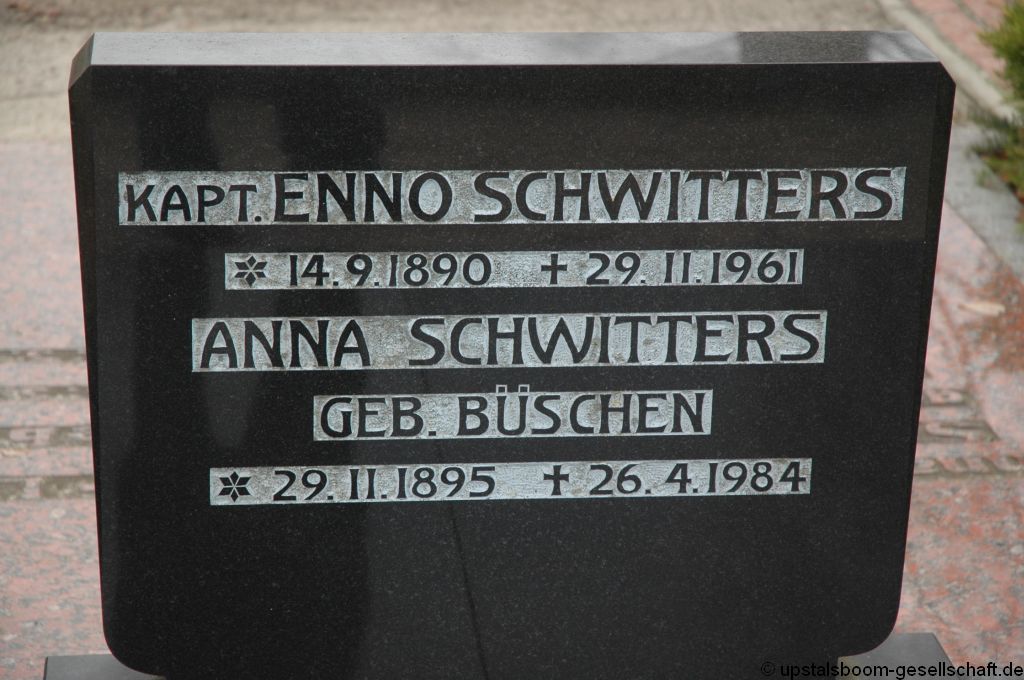 KAPT. ENNO SCHWITTERS
✶ 14.9.1890 ✝ 29.11.1961
ANNA SCHWITTERS
GEB. BÜSCHEN
✶ 29.11.1895 ✝ 26.4.1984
© upstalsboom-gesellschaft.de